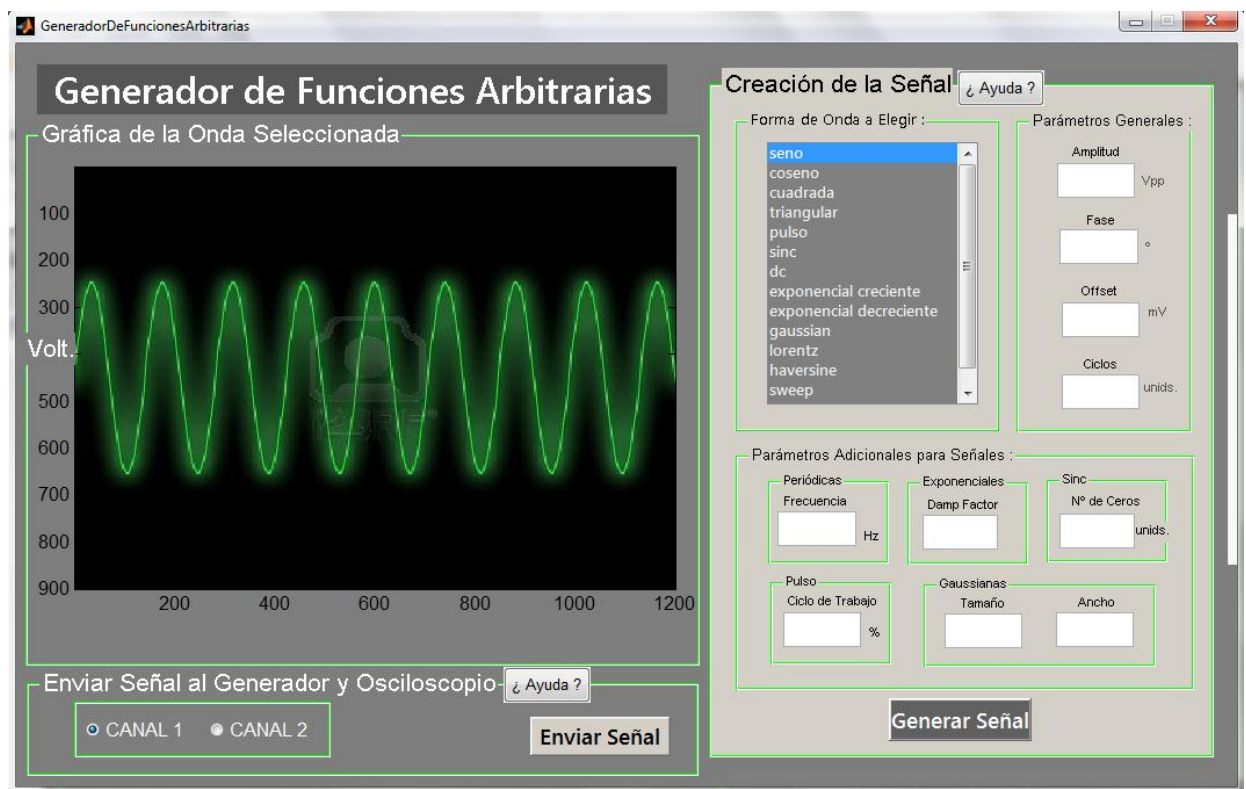 GeneradorDeFuncionesArbitrarias
Generador de Funciones Arbitrarias
Gráfica de la Onda Seleccionada
100
200
300
Volt.
500
600
700
800
900
200 400 600 800 1000 1200
Enviar Señal al Generador y Osciloscopio
¿ Ayuda ?
CANAL 1 CANAL 2
Enviar Señal
Creación de la Señal
¿ Ayuda ?
Forma de Onda a Elegir :
seno
coseno
cuadrada
triangular
pulso
sinc
dc
exponencial creciente
exponencial decreciente
gaussian
lorentz
haversine
sweep
Parámetros Generales :
Amplitud
Vpp
Fase
º
Offset
mV
Ciclos
unids.
Parámetros Adicionales para Señales :
Periódicas
Frecuencia
Hz
Exponenciales
Damp Factor
Sinc
Nº de Ceros
unids.
Pulso
Ciclo de Trabajo
%
Gaussianas
Tamaño Ancho
Generar Señal